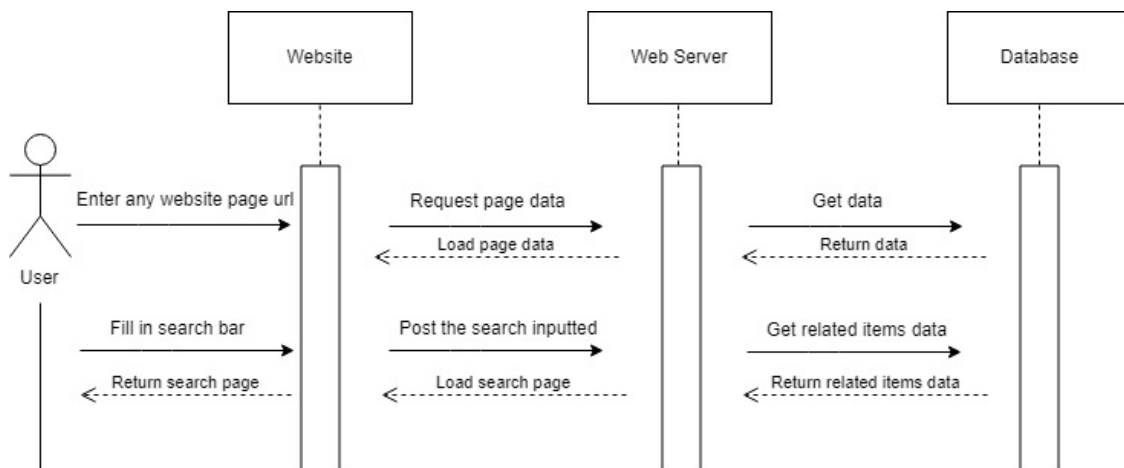 Website
Web Server
Database
Enter any website page url
Request page data
Get data
Load page data
Return data
User
Fill in search bar
Post the search inputted
Get related items data
Return search page
Load search page
Return related items data